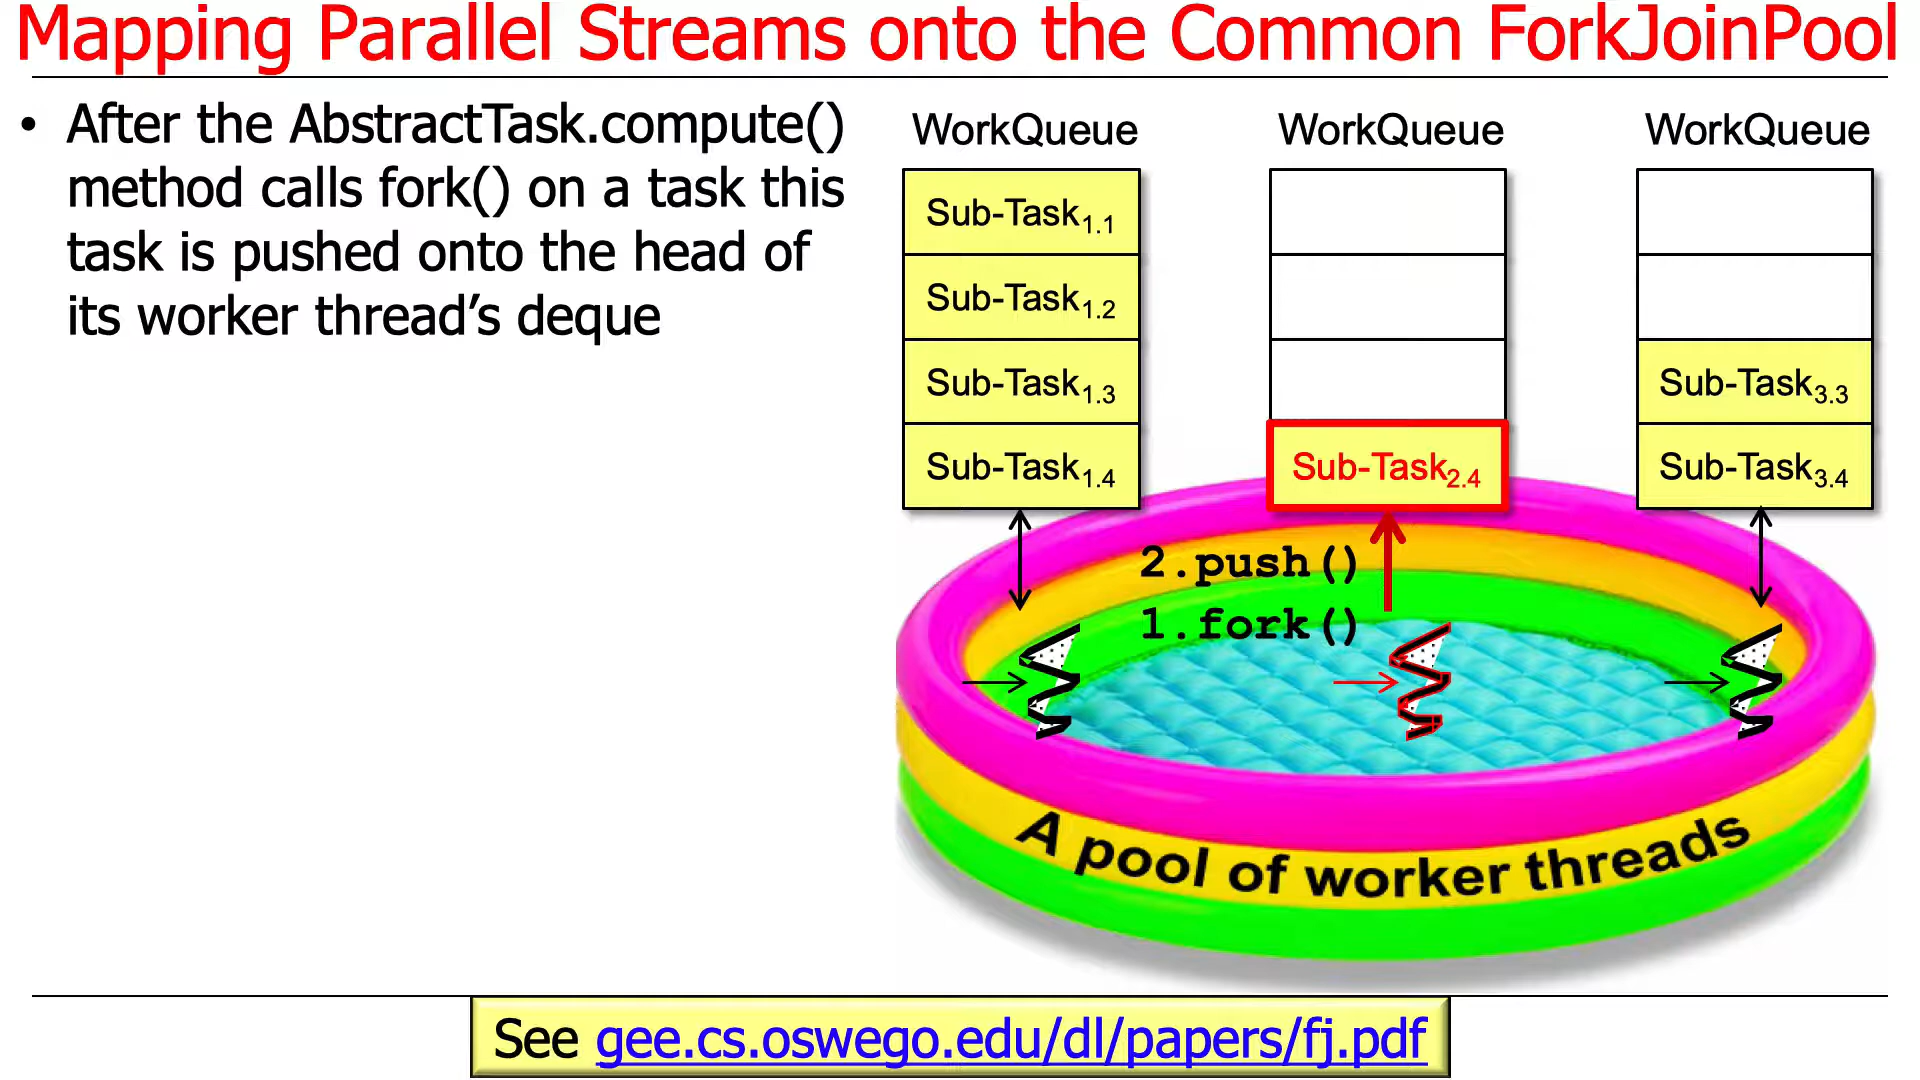 Mapping Parallel Streams onto the Common ForkJoinPool
• After the AbstractTask.compute()
method calls fork() on a task this
task is pushed onto the head of
its worker thread’s deque
WorkQueue
Sub-Task1.1
Sub-Task1.2
Sub-Task1.3
Sub-Task1.4
WorkQueue
Sub-Task2.4
WorkQueue
Sub-Task3.3
Sub-Task3.4
2.push()
1.fork()
A pool of worker threads
See gee.cs.oswego.edu/dl/papers/fj.pdf